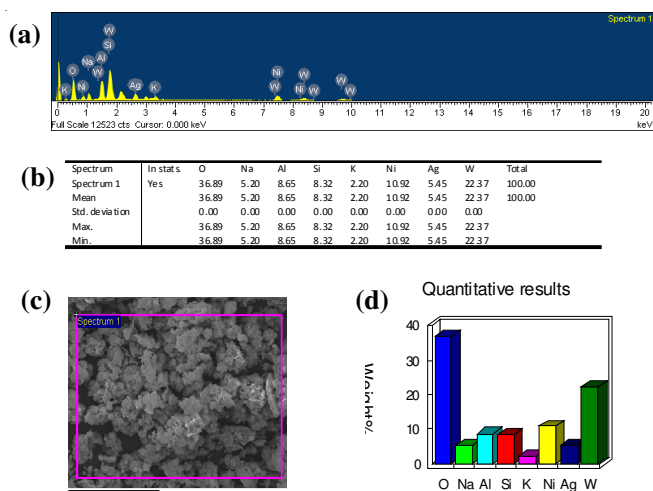 (a)
Spectrum 1
W
Si
Na Al
O W
K Ni Ag K
Ni W
W Ni W W W
0 1 2 3 4 5 6 7 8 9 10 11 12 13 14 15 16 17 18 19 20
Full Scale 12523 cts Cursor: 0.000 keV keV
(b)
Spectrum In stats. O Na Al Si K Ni Ag W Total
Spectrum 1 Yes 36.89 5.20 8.65 8.32 2.20 10.92 5.45 22.37 100.00
Mean 36.89 5.20 8.65 8.32 2.20 10.92 5.45 22.37 100.00
Std. deviation 0.00 0.00 0.00 0.00 0.00 0.00 0.00 0.00
Max. 36.89 5.20 8.65 8.32 2.20 10.92 5.45 22.37
Min. 36.89 5.20 8.65 8.32 2.20 10.92 5.45 22.37
(c)
Spectrum 1
(d)
Quantitative results
Weight%
40
30
20
10
0
O Na Al Si K Ni Ag W